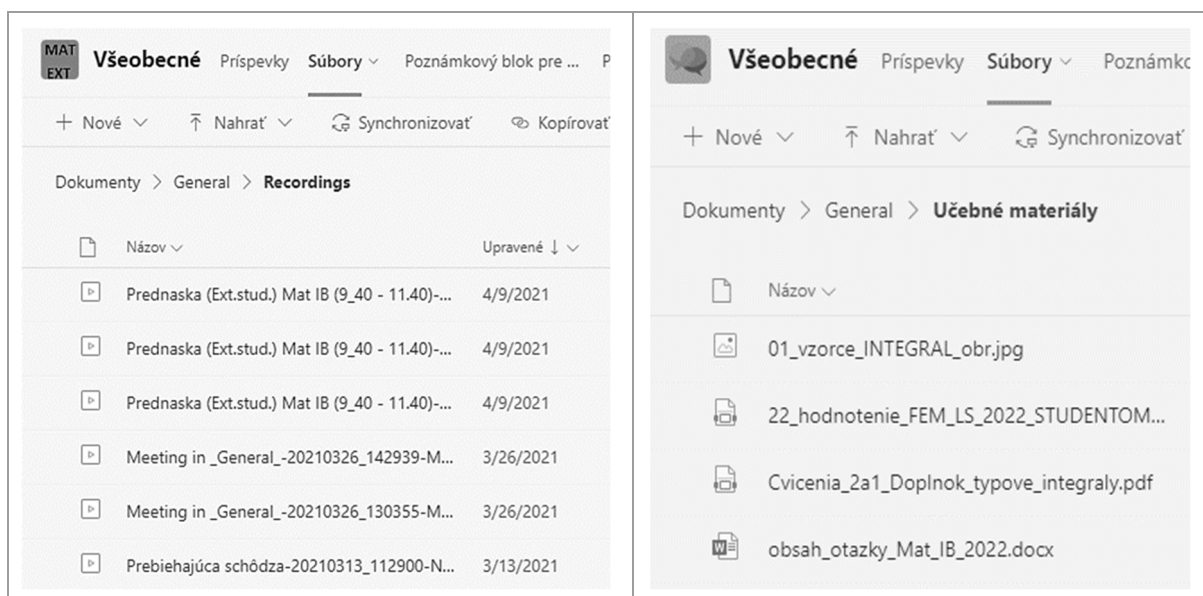 MAT
EXT
Všeobecné Príspevky Súbory Poznámkový blok pre ... P
+ Nové Nahrať Synchronizovať Kopírovať
Dokumenty > General > Recordings
Názov Upravené ↓
Prednaska (Ext.stud.) Mat IB (9_40 - 11.40)-... 4/9/2021
Prednaska (Ext.stud.) Mat IB (9_40 - 11.40)-... 4/9/2021
Prednaska (Ext.stud.) Mat IB (9_40 - 11.40)-... 4/9/2021
Meeting in _General_-20210326_142939-M... 3/26/2021
Meeting in _General_-20210326_130355-M... 3/26/2021
Prebiehajúca schôdza-20210313_112900-N... 3/13/2021
Všeobecné Príspevky Súbory Poznámko
+ Nové Nahrať Synchronizovať
Dokumenty > General > Učebné materiály
Názov
01_vzorce_INTEGRAL_obr.jpg
22_hodnotenie_FEM_LS_2022_STUDENTOM...
Cvicenia_2a1_Doplnok_typove_integraly.pdf
obsah_otazky_Mat_IB_2022.docx